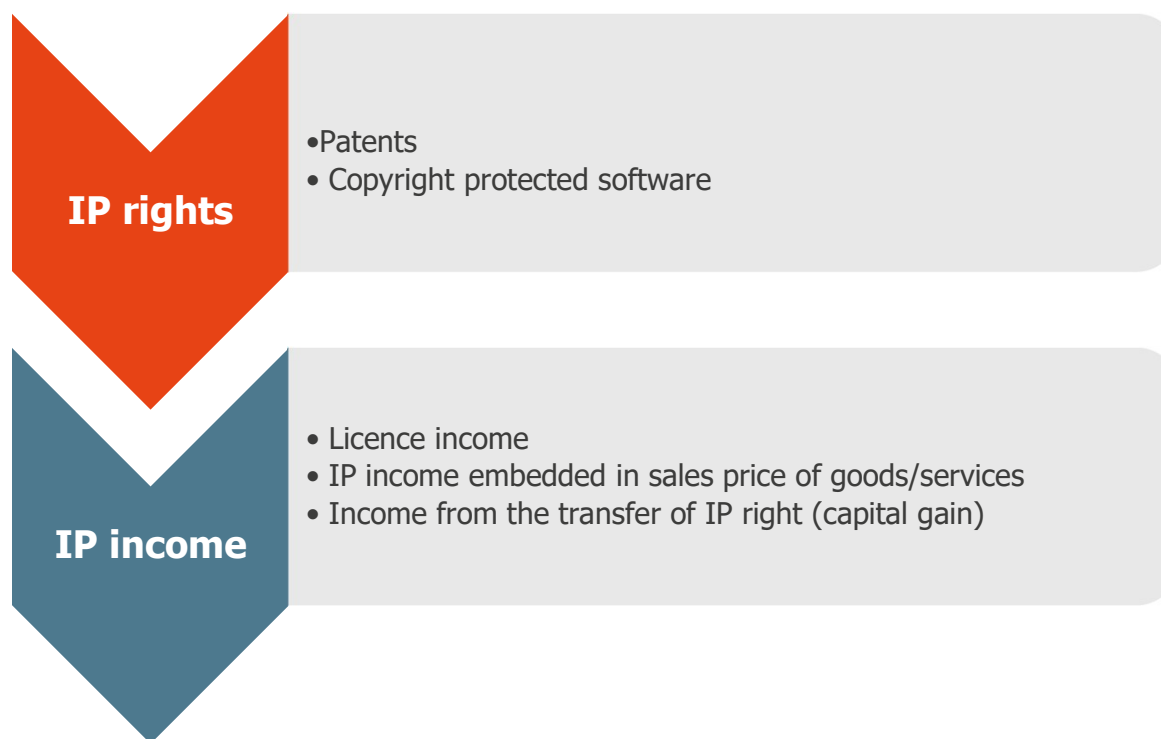 IP rights
•Patents
• Copyright protected software
IP income
• Licence income
• IP income embedded in sales price of goods/services
• Income from the transfer of IP right (capital gain)